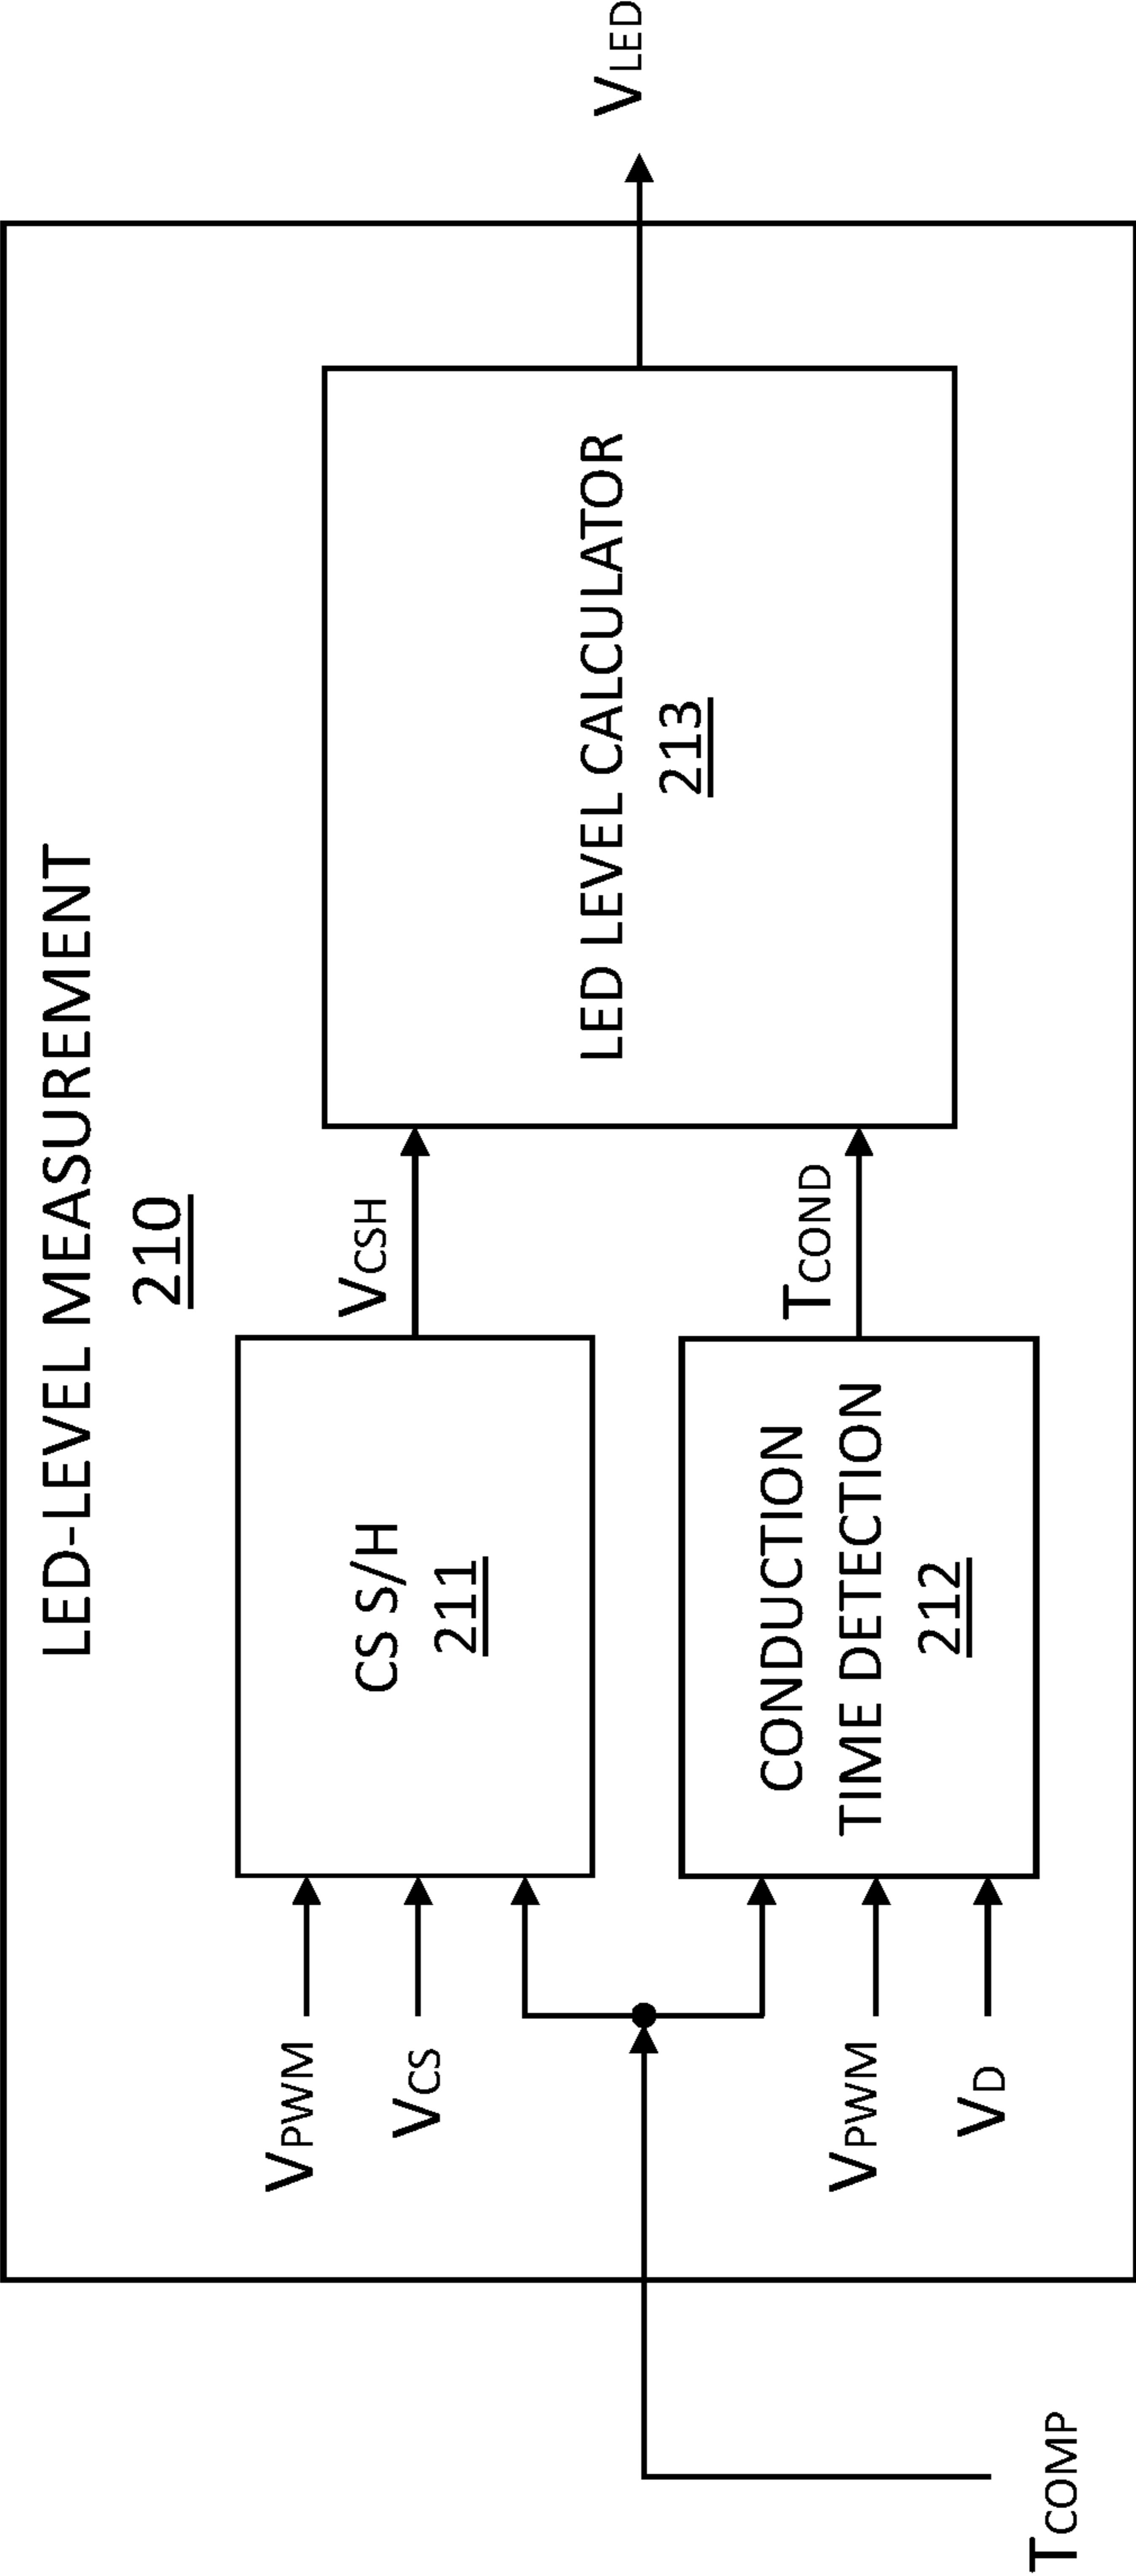 LED-LEVEL MEASUREMENT
210
VPWM
VCS
CS S/H
211
VCSH
LED LEVEL CALCULATOR
213
VLED
VPWM
VD
CONDUCTION
TIME DETECTION
212
TCOND
TCOMP